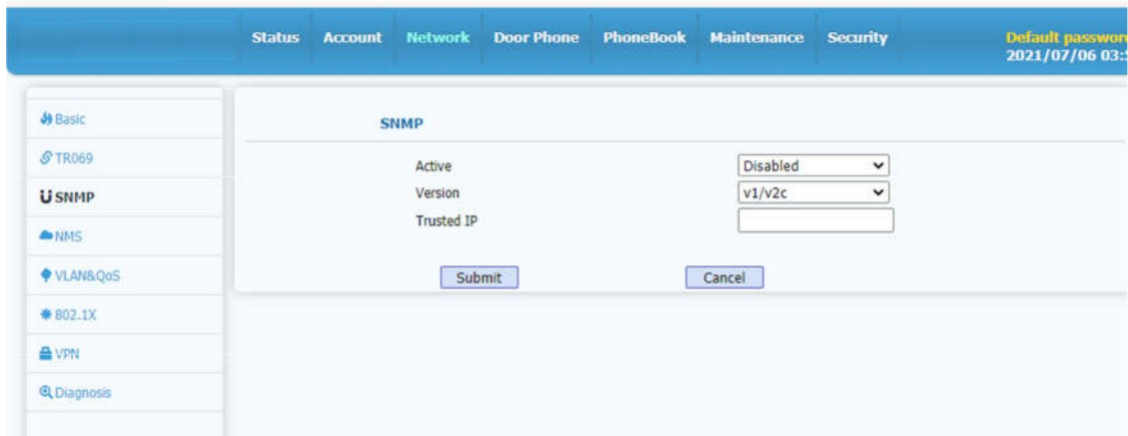 Status Account Network Door Phone PhoneBook Maintenance Security
Default password
2021/07/06 03:
Basic
TR069
SNMP
NMS
VLAN&QoS
802.1X
VPN
Diagnosis
SNMP
Active Disabled
Version v1/v2c
Trusted IP
Submit Cancel